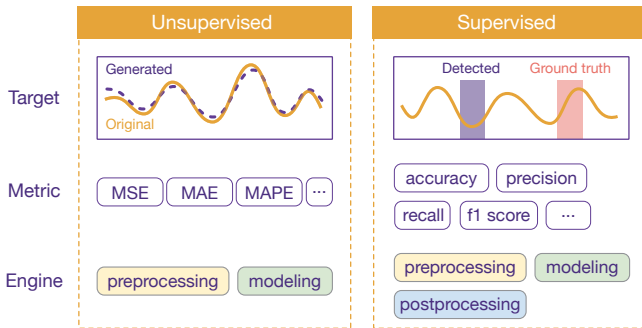 Unsupervised
Supervised
Target
Generated
Original
Detected
Ground truth
Metric
MSE
MAE
MAPE
...
accuracy
precision
recall
f1 score
...
Engine
preprocessing
modeling
preprocessing
modeling
postprocessing